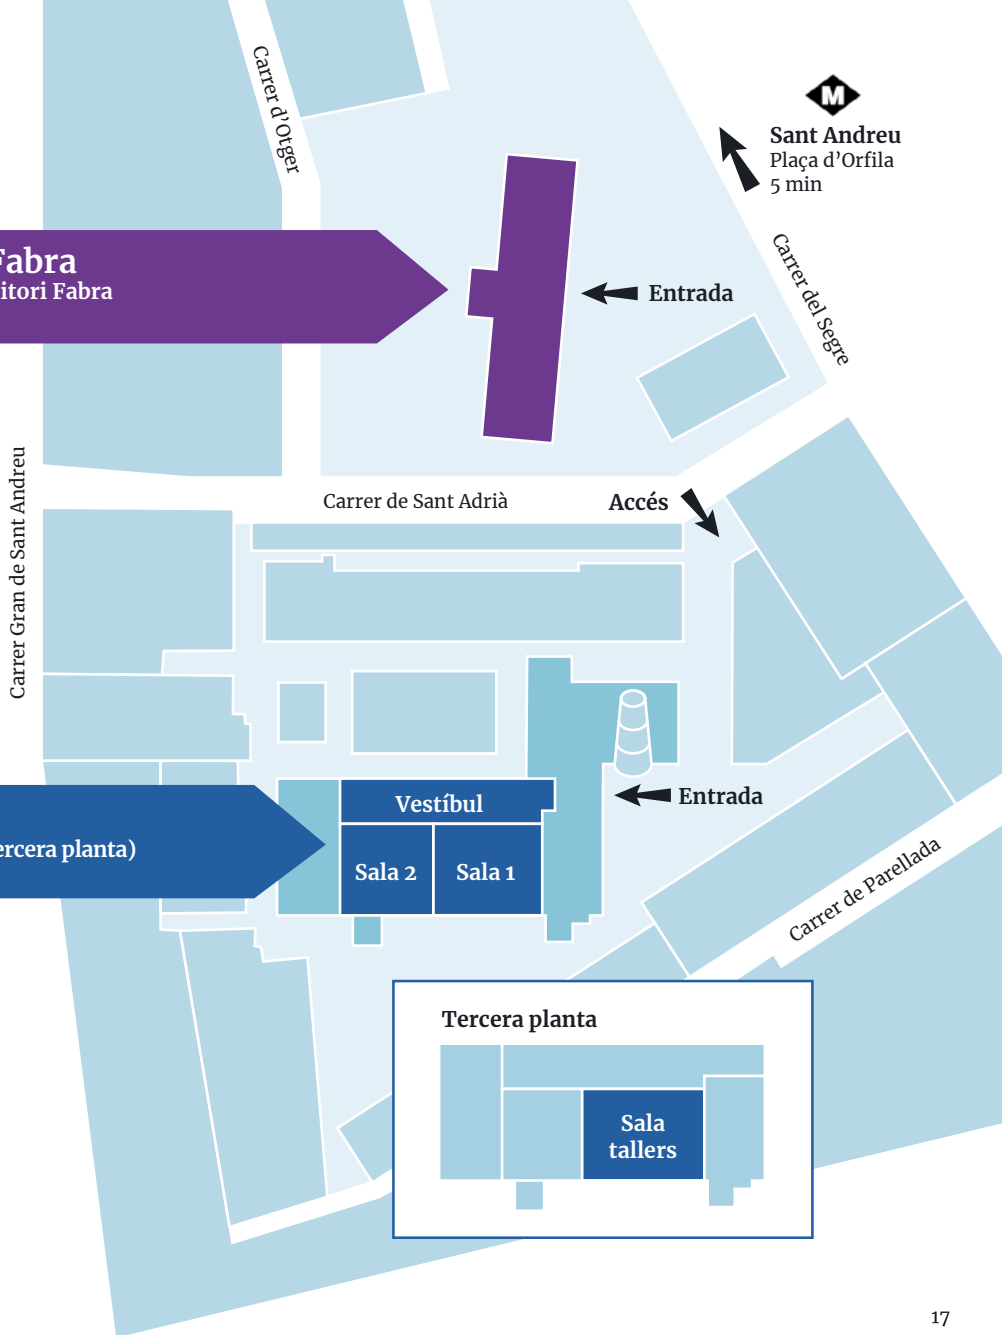 Carrer d’Otger
M
Sant Andreu
Plaça d’Orfila
5 min
Fabra
itori Fabra
Entrada
Carrer del Segre
Carrer Gran de Sant Andreu
Carrer de Sant Adrià
Accés
Vestíbul
Entrada
ercera planta)
Sala 2
Sala 1
Carrer de Parellada
Tercera planta
Sala
tallers
17